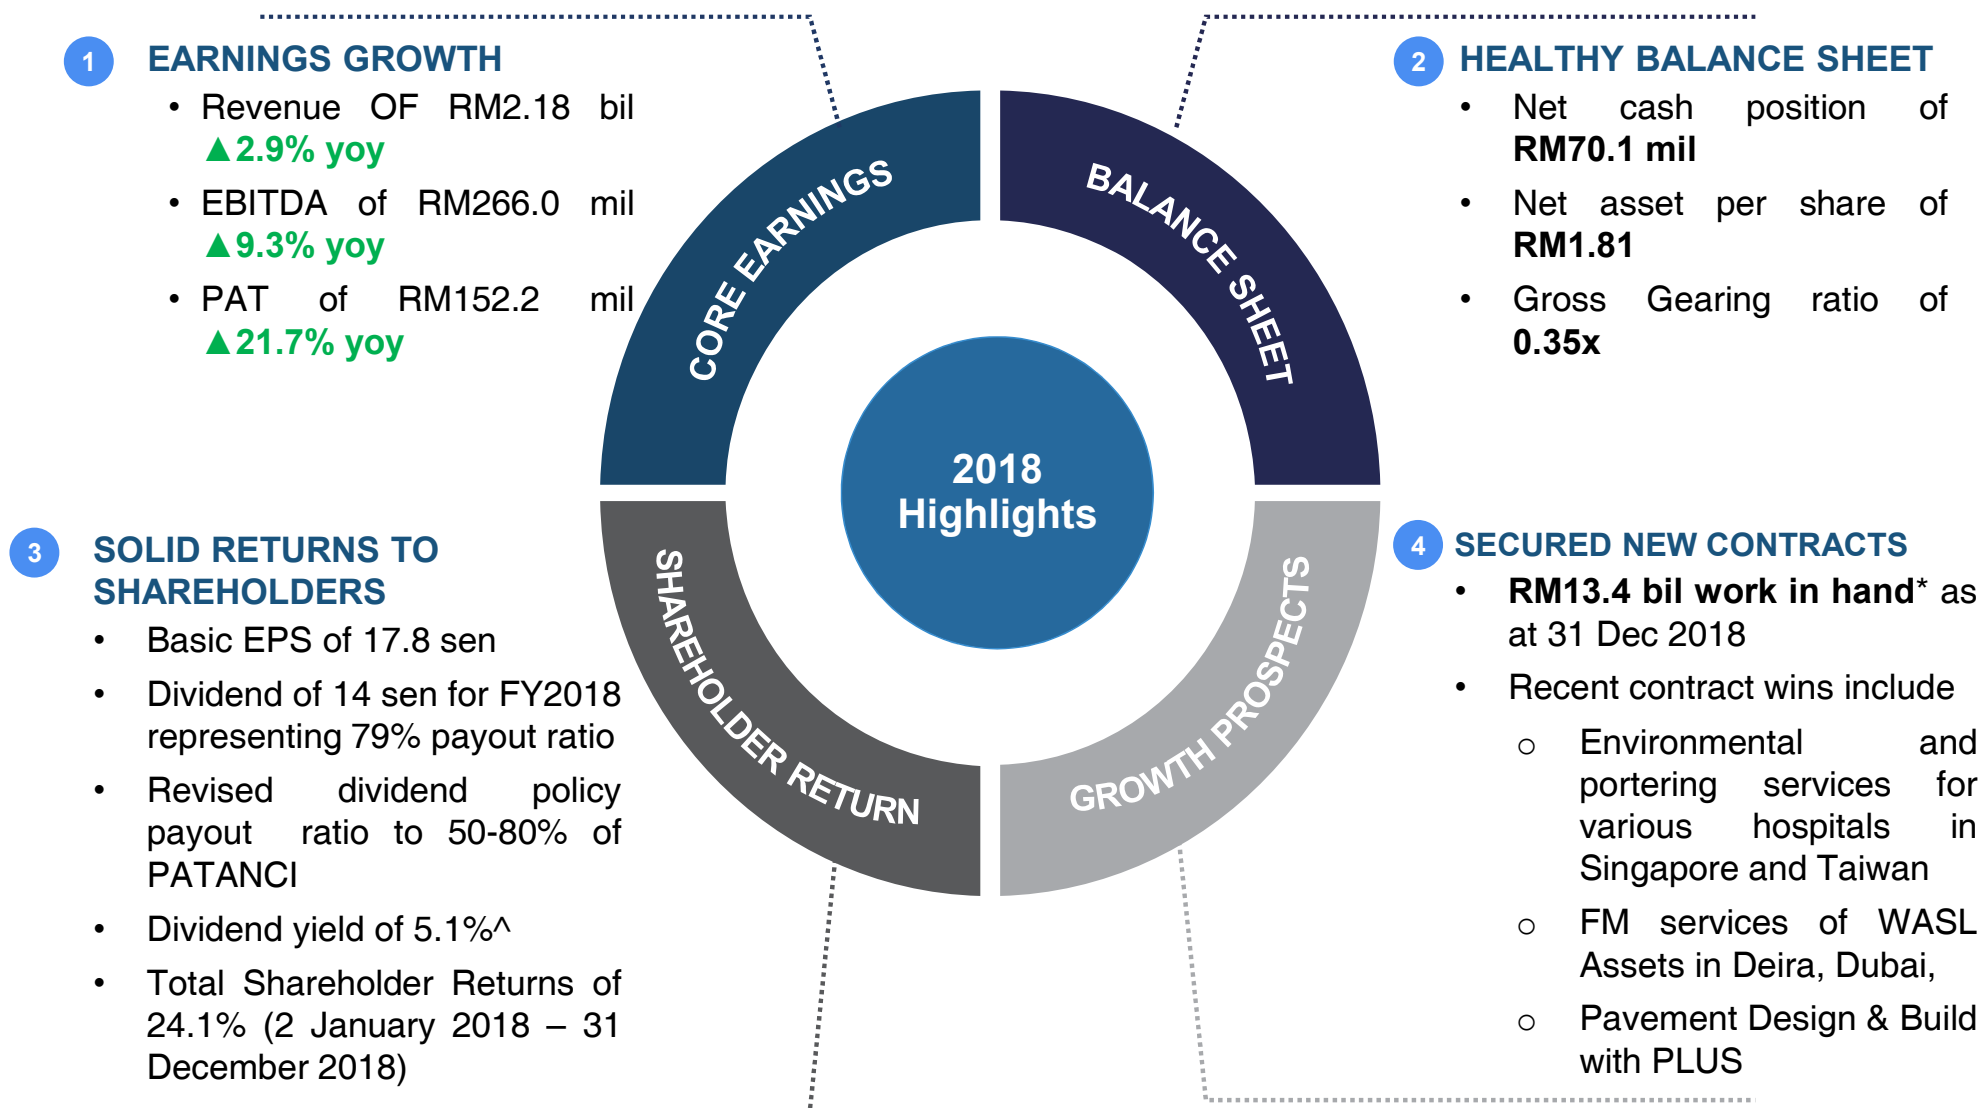 1 EARNINGS GROWTH
• Revenue OF RM2.18 bil
▲2.9% yoy
• EBITDA of RM266.0 mil
▲9.3% yoy
• PAT of RM152.2 mil
▲21.7% yoy
2 HEALTHY BALANCE SHEET
• Net cash position of
RM70.1 mil
• Net asset per share of
RM1.81
• Gross Gearing ratio of
0.35x
CORE EARNINGS
BALANCE SHEET
2018
Highlights
SHAREHOLDER RETURN
GROWTH PROSPECTS
3 SOLID RETURNS TO
SHAREHOLDERS
• Basic EPS of 17.8 sen
• Dividend of 14 sen for FY2018
representing 79% payout ratio
• Revised dividend policy
payout ratio to 50-80% of
PATANCI
• Dividend yield of 5.1%^
• Total Shareholder Returns of
24.1% (2 January 2018 – 31
December 2018)
4 SECURED NEW CONTRACTS
• RM13.4 bil work in hand* as
at 31 Dec 2018
• Recent contract wins include
o Environmental and
portering services for
various hospitals in
Singapore and Taiwan
o FM services of WASL
Assets in Deira, Dubai,
o Pavement Design & Build
with PLUS